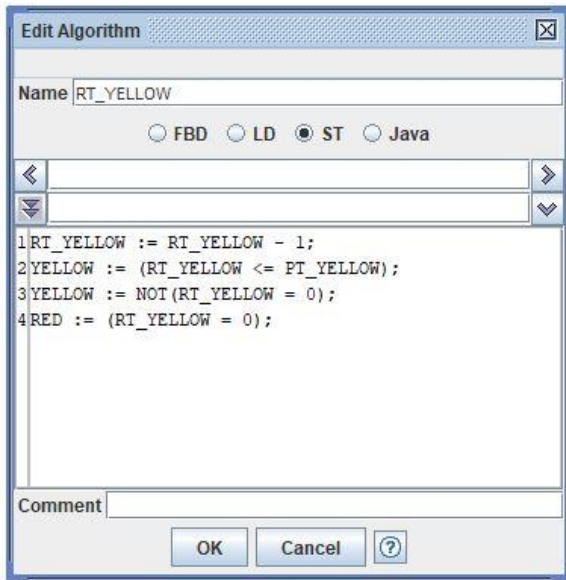 Edit Algorithm
Name RT_YELLOW
FBD LD ST Java
1 RT_YELLOW := RT_YELLOW - 1;
2 YELLOW := (RT_YELLOW <= PT_YELLOW);
3 YELLOW := NOT(RT_YELLOW = 0);
4 RED := (RT_YELLOW = 0);
Comment
OK Cancel ?